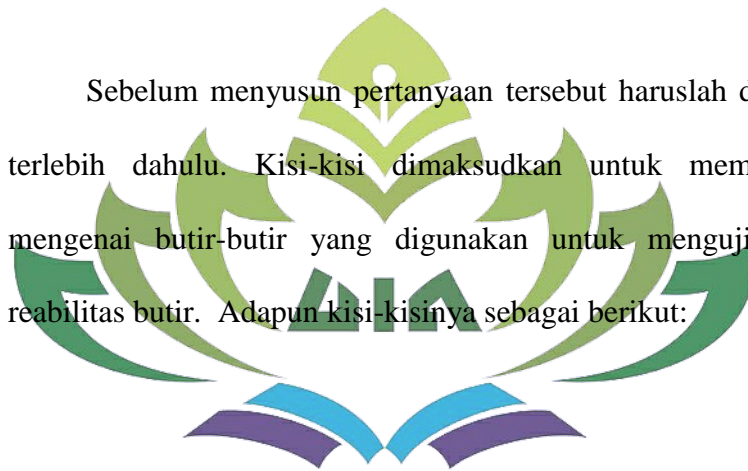 Sebelum menyusun pertanyaan tersebut haruslah d
terlebih dahulu. Kisi-kisi dimaksudkan untuk mem
mengenai butir-butir yang digunakan untuk menguji
reabilitas butir. Adapun kisi-kisinya sebagai berikut: